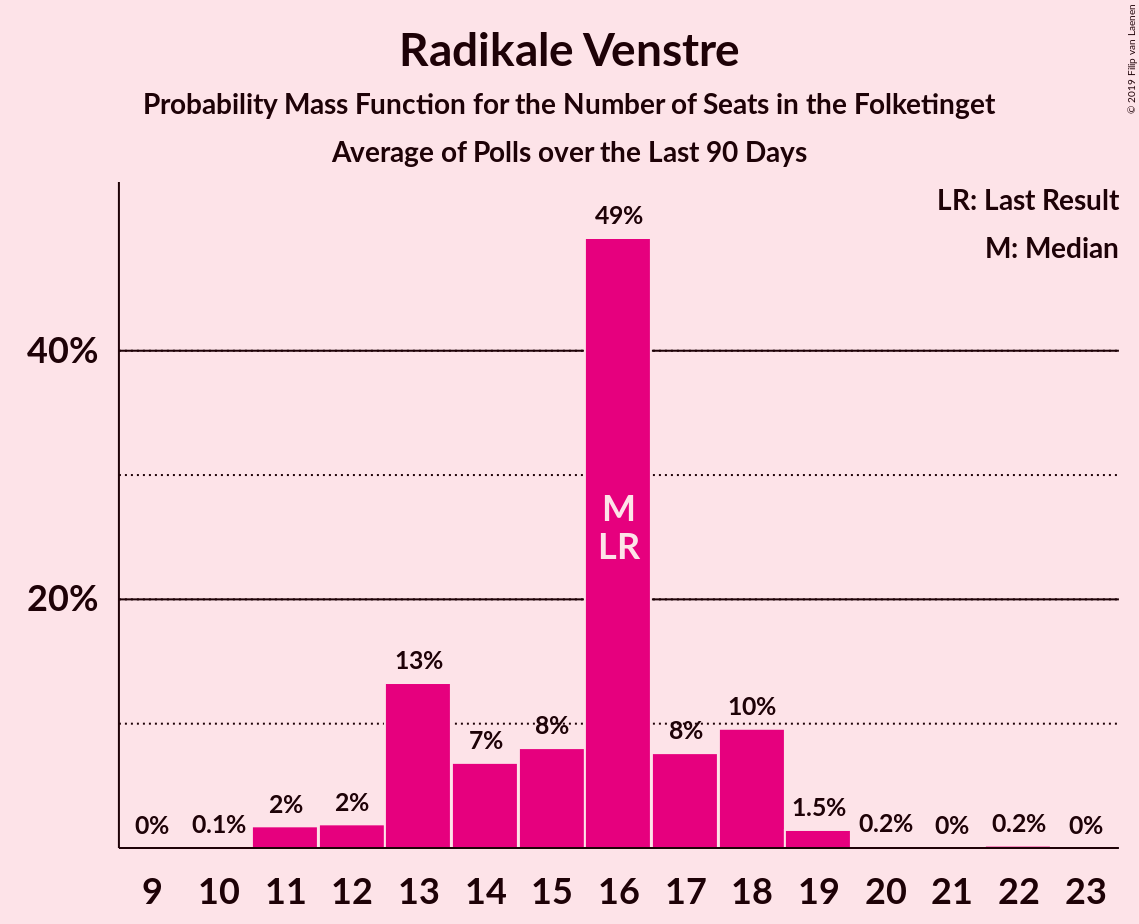 Radikale Venstre
Probability Mass Function for the Number of Seats in the Folketinget
Average of Polls over the Last 90 Days
© 2019 Filip van Laenen
LR: Last Result
M: Median
40%
20%
0%
0.1%
2%
2%
13%
7%
8%
49%
8%
10%
1.5%
0.2%
0%
0.2%
0%
M
LR
9 10 11 12 13 14 15 16 17 18 19 20 21 22 23